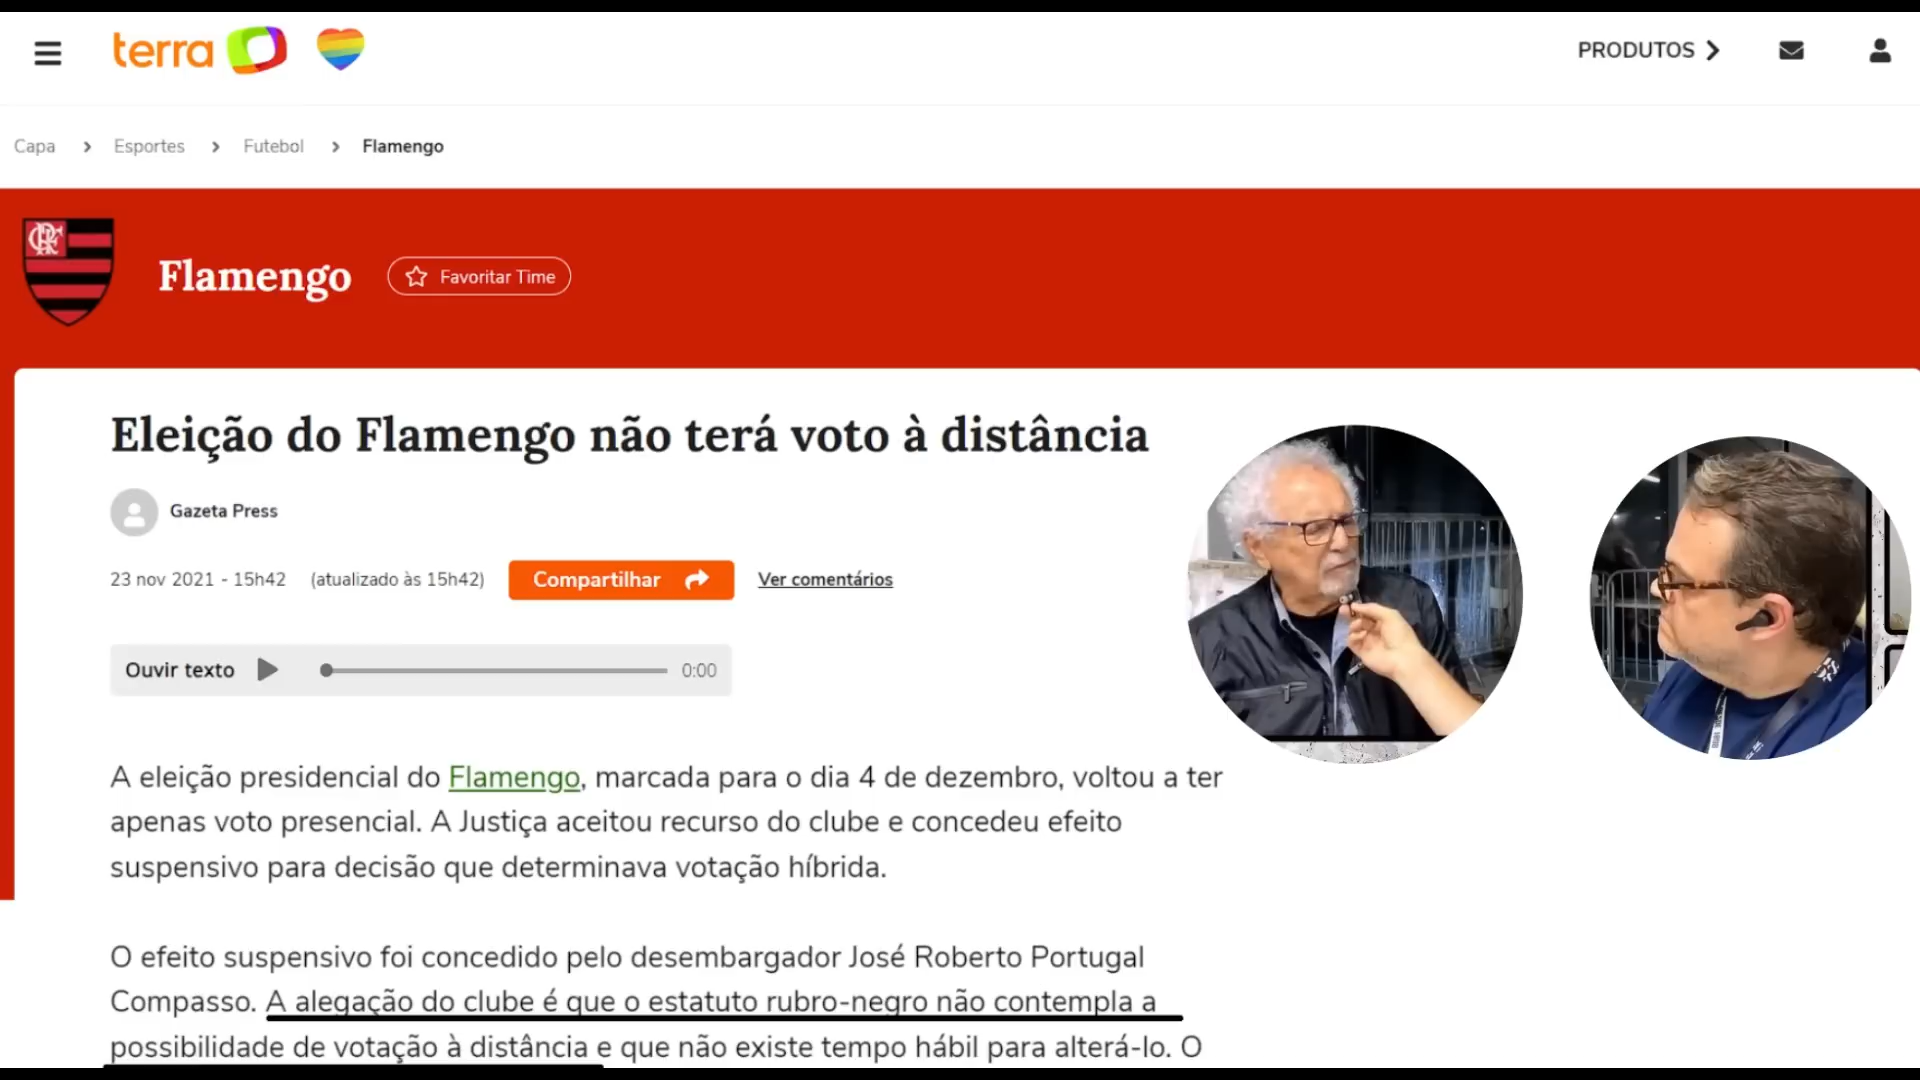 terra
PRODUTOS
Capa > Esportes > Futebol > Flamengo
CRF
Flamengo
Favoritar Time
Eleição do Flamengo não terá voto à distância
Gazeta Press
23 nov 2021 - 15h42 (atualizado às 15h42) Compartilhar Ver comentários
Ouvir texto 0:00
A eleição presidencial do Flamengo, marcada para o dia 4 de dezembro, voltou a ter
apenas voto presencial. A Justiça aceitou recurso do clube e concedeu efeito
suspensivo para decisão que determinava votação híbrida.
O efeito suspensivo foi concedido pelo desembargador José Roberto Portugal
Compasso. A alegação do clube é que o estatuto rubro-negro não contempla a
possibilidade de votação à distância e que não existe tempo hábil para alterá-lo. O